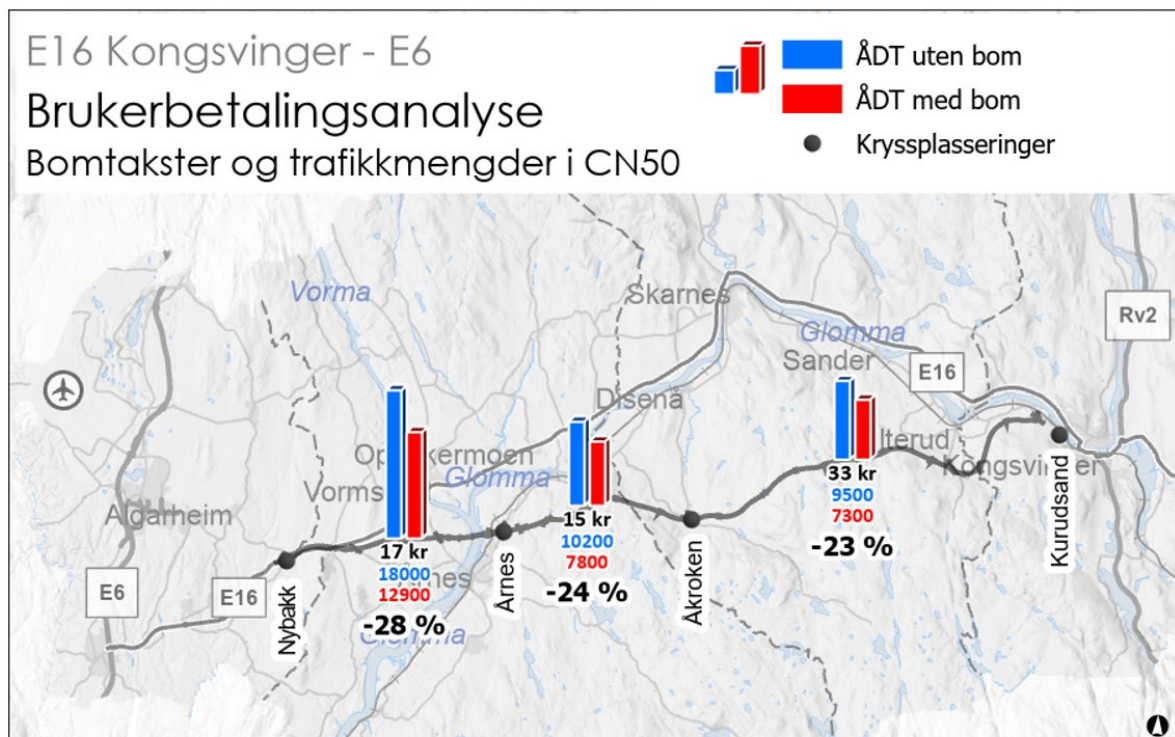 E16 Kongsvinger - E6
Brukerbetalingsanalyse
Bomtakster og trafikkmengder i CN50
ÅDT uten bom
ÅDT med bom
Kryssplasseringer
Vorma
Skarnes
Glomma
Sander
Rv2
E16
Disenå
Glomma
Vorms
Algarheim
lterud
Kongsvinger
Kurudsand
33 kr
9500
7300
-23 %
15 kr
10200
7800
-24 %
17 kr
18000
12900
-28 %
Årnes
Åkroken
Nybakk
E6
E16
Glomma